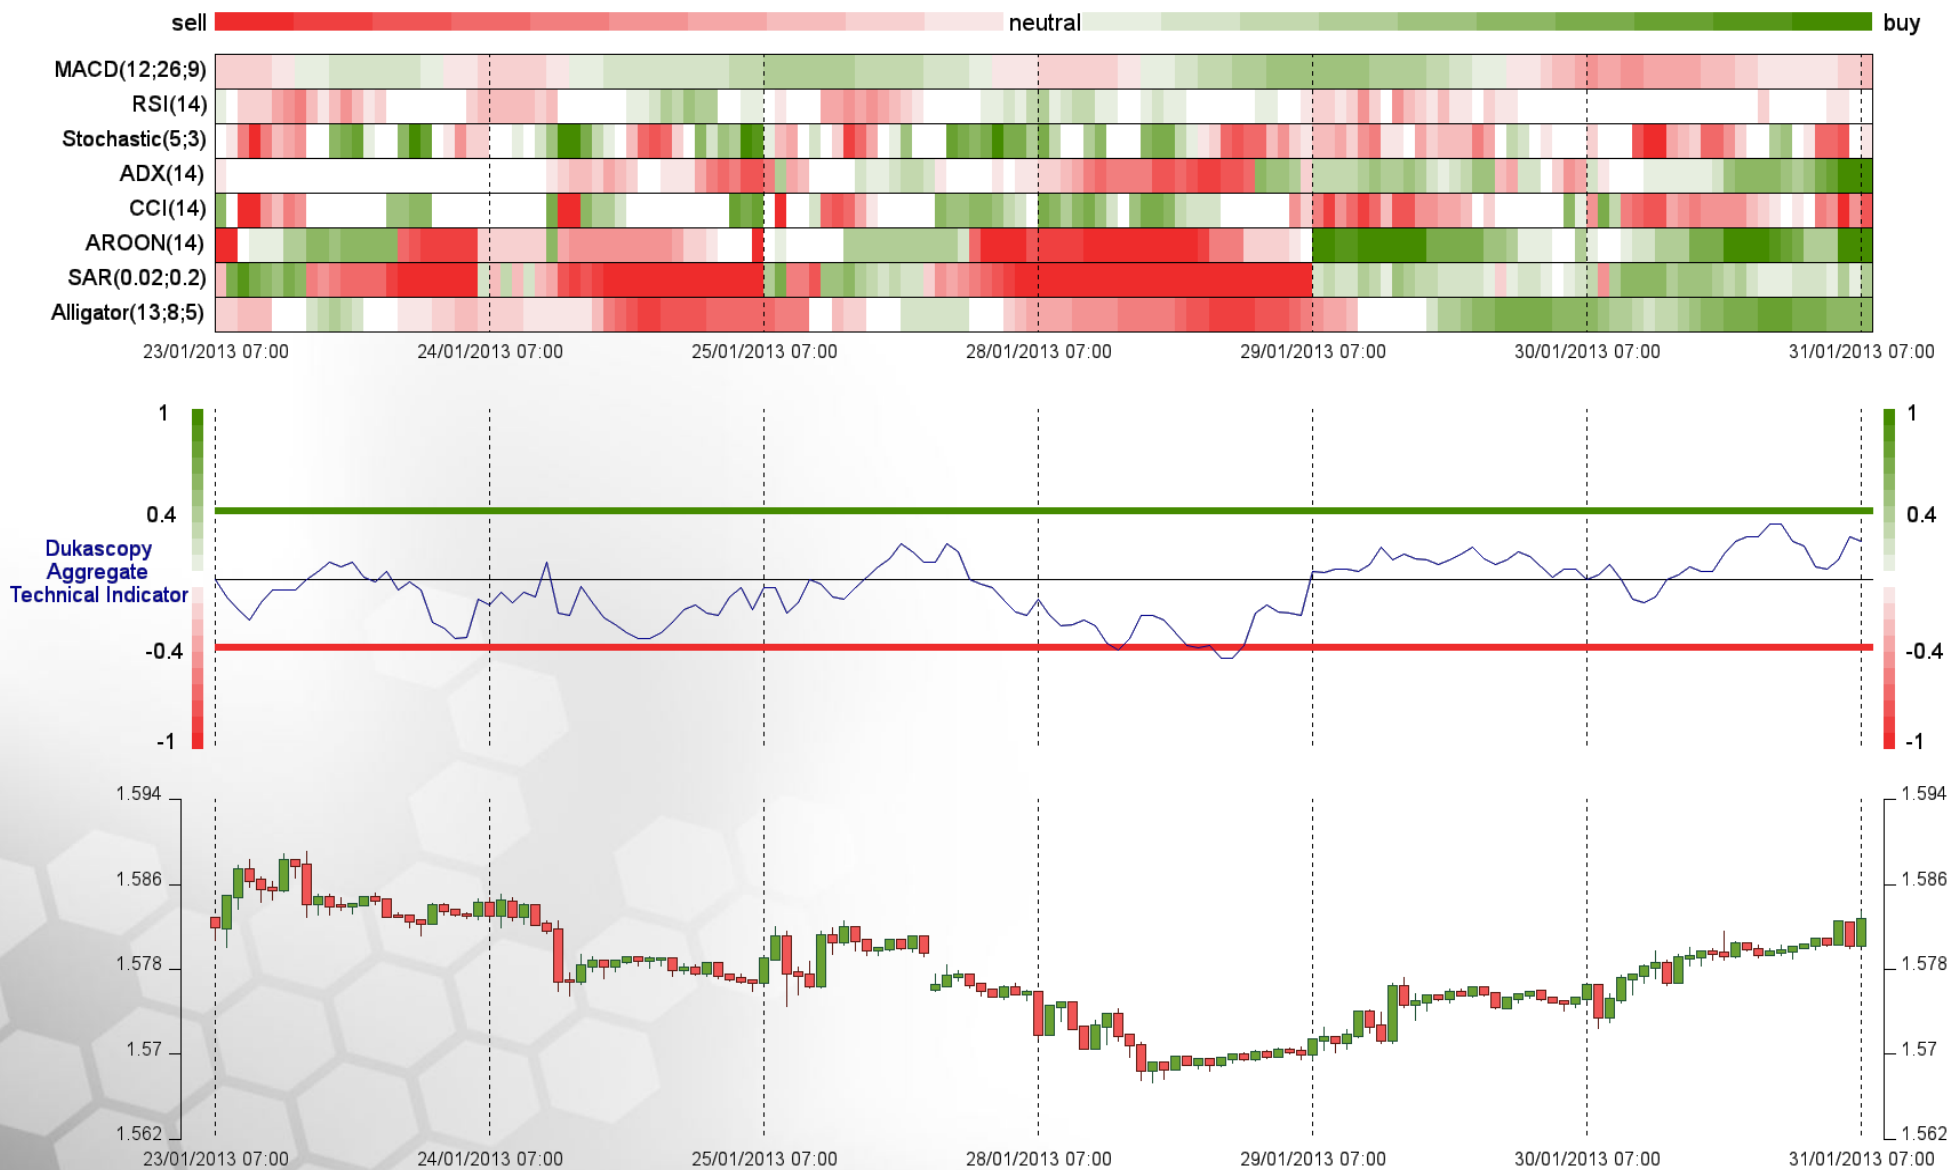 sell neutral buy
MACD(12;26;9)
RSI(14)
Stochastic(5;3)
ADX(14)
CCI(14)
AROON(14)
SAR(0.02;0.2)
Alligator(13;8;5)
23/01/2013 07:00 24/01/2013 07:00 25/01/2013 07:00 28/01/2013 07:00 29/01/2013 07:00 30/01/2013 07:00 31/01/2013 07:00
1 1
0.4 0.4
Dukascopy
Aggregate
Technical Indicator
-0.4 -0.4
-1 -1
1.594 1.594
1.586 1.586
1.578 1.578
1.57 1.57
1.562 1.562
23/01/2013 07:00 24/01/2013 07:00 25/01/2013 07:00 28/01/2013 07:00 29/01/2013 07:00 30/01/2013 07:00 31/01/2013 07:00